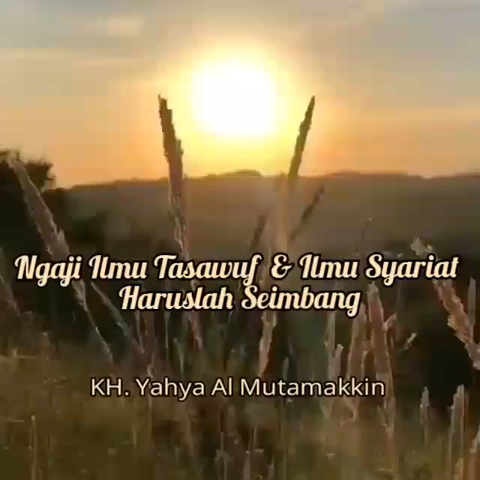 Ngaji Ilmu Tasawuf & Ilmu Syariat
Haruslah Seimbang
KH. Yahya Al Mutamakkin